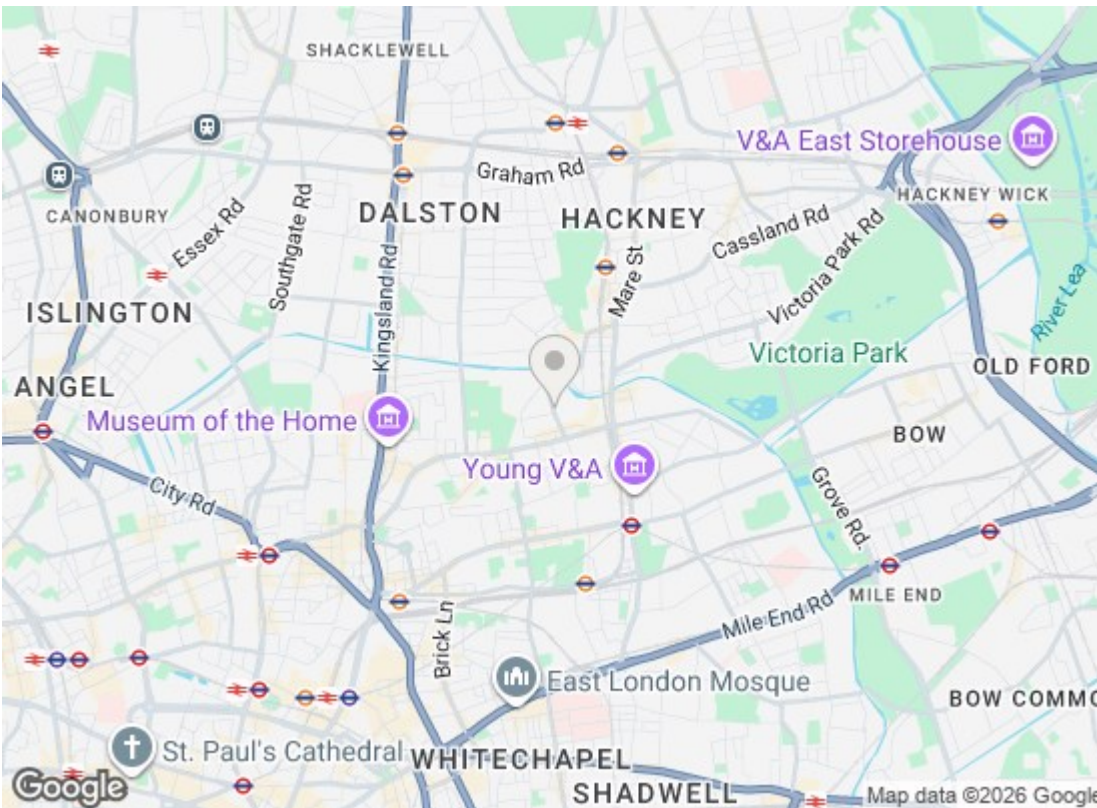 SHACKLEWELL
V&A East Storehouse
Graham Rd
HACKNEY WICK
CANONBURY
Essex Rd
Southgate Rd
DALSTON
HACKNEY
Cassland Rd
Victoria Park Rd
Mare St
Kingsland Rd
River Lea
ISLINGTON
Victoria Park
OLD FORD
ANGEL
Museum of the Home
BOW
Young V&A
City Rd
Grove Rd.
MILE END
Brick Ln
Mile End Rd
East London Mosque
BOW COMMO
St. Paul's Cathedral
WHITECHAPEL
SHADWELL
Google
Map data ©2026 Google